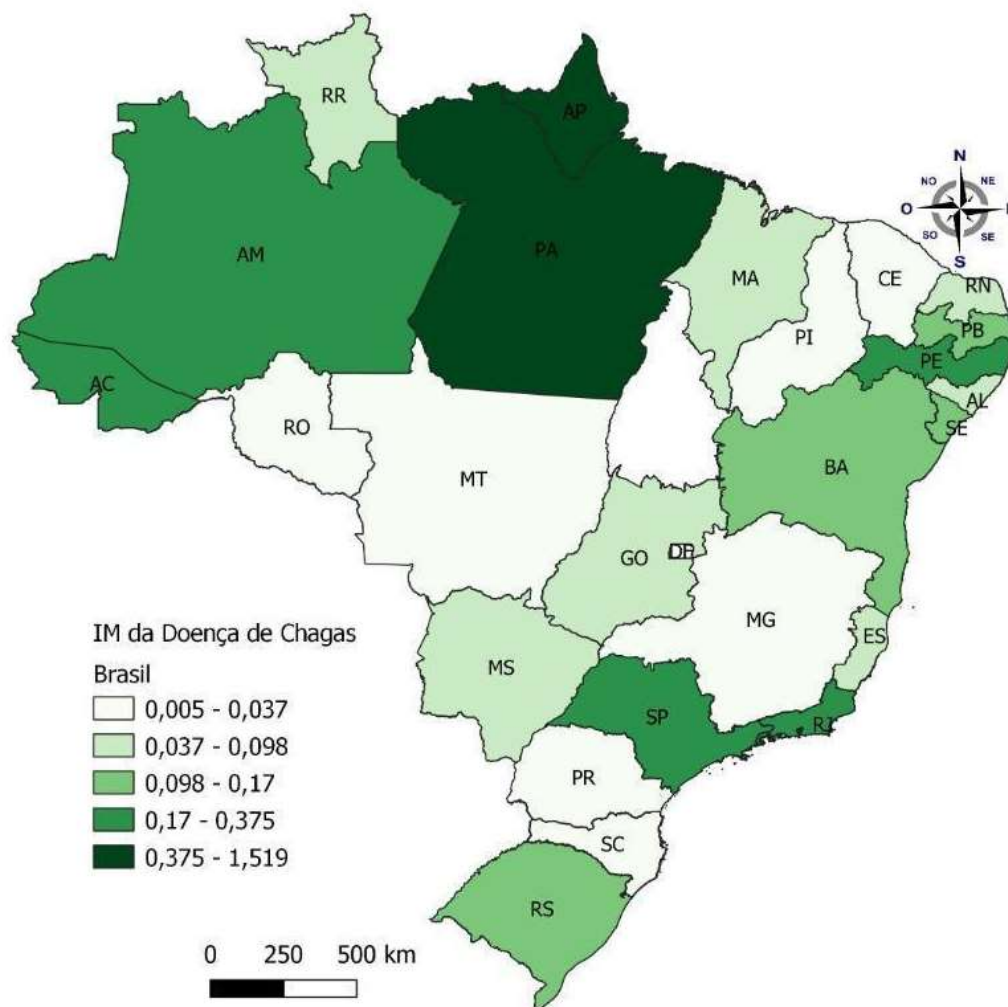 RR
AP
AM
PA
MA
CE
RN
PI
PB
PE
AC
AL
SE
RO
MT
BA
GO
DF
MG
ES
MS
SP
RJ
PR
SC
RS
N
NO
NE
O
SO
SE
S
IM da Doença de Chagas
Brasil
0,005 - 0,037
0,037 - 0,098
0,098 - 0,17
0,17 - 0,375
0,375 - 1,519
0 250 500 km